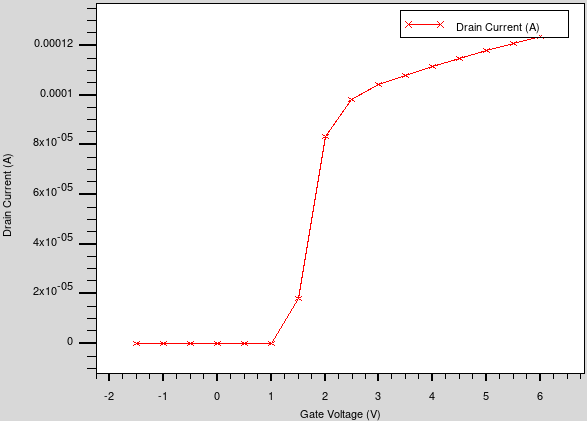 Drain Current (A)
0.00012
0.0001
8x10-05
6x10-05
4x10-05
2x10-05
0
Drain Current (A)
-2 -1 0 1 2 3 4 5 6
Gate Voltage (V)